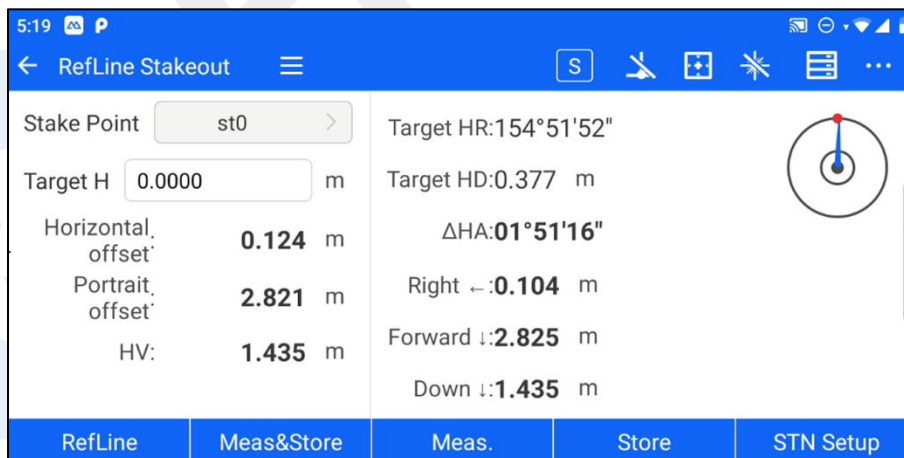 5:19
RefLine Stakeout
S
Stake Point st0
Target H 0.0000 m
Horizontal offset: 0.124 m
Portrait offset: 2.821 m
HV: 1.435 m
Target HR:154°51'52"
Target HD:0.377 m
ΔHA:01°51'16"
Right ←:0.104 m
Forward ↓:2.825 m
Down ↓:1.435 m
RefLine Meas&Store Meas. Store STN Setup